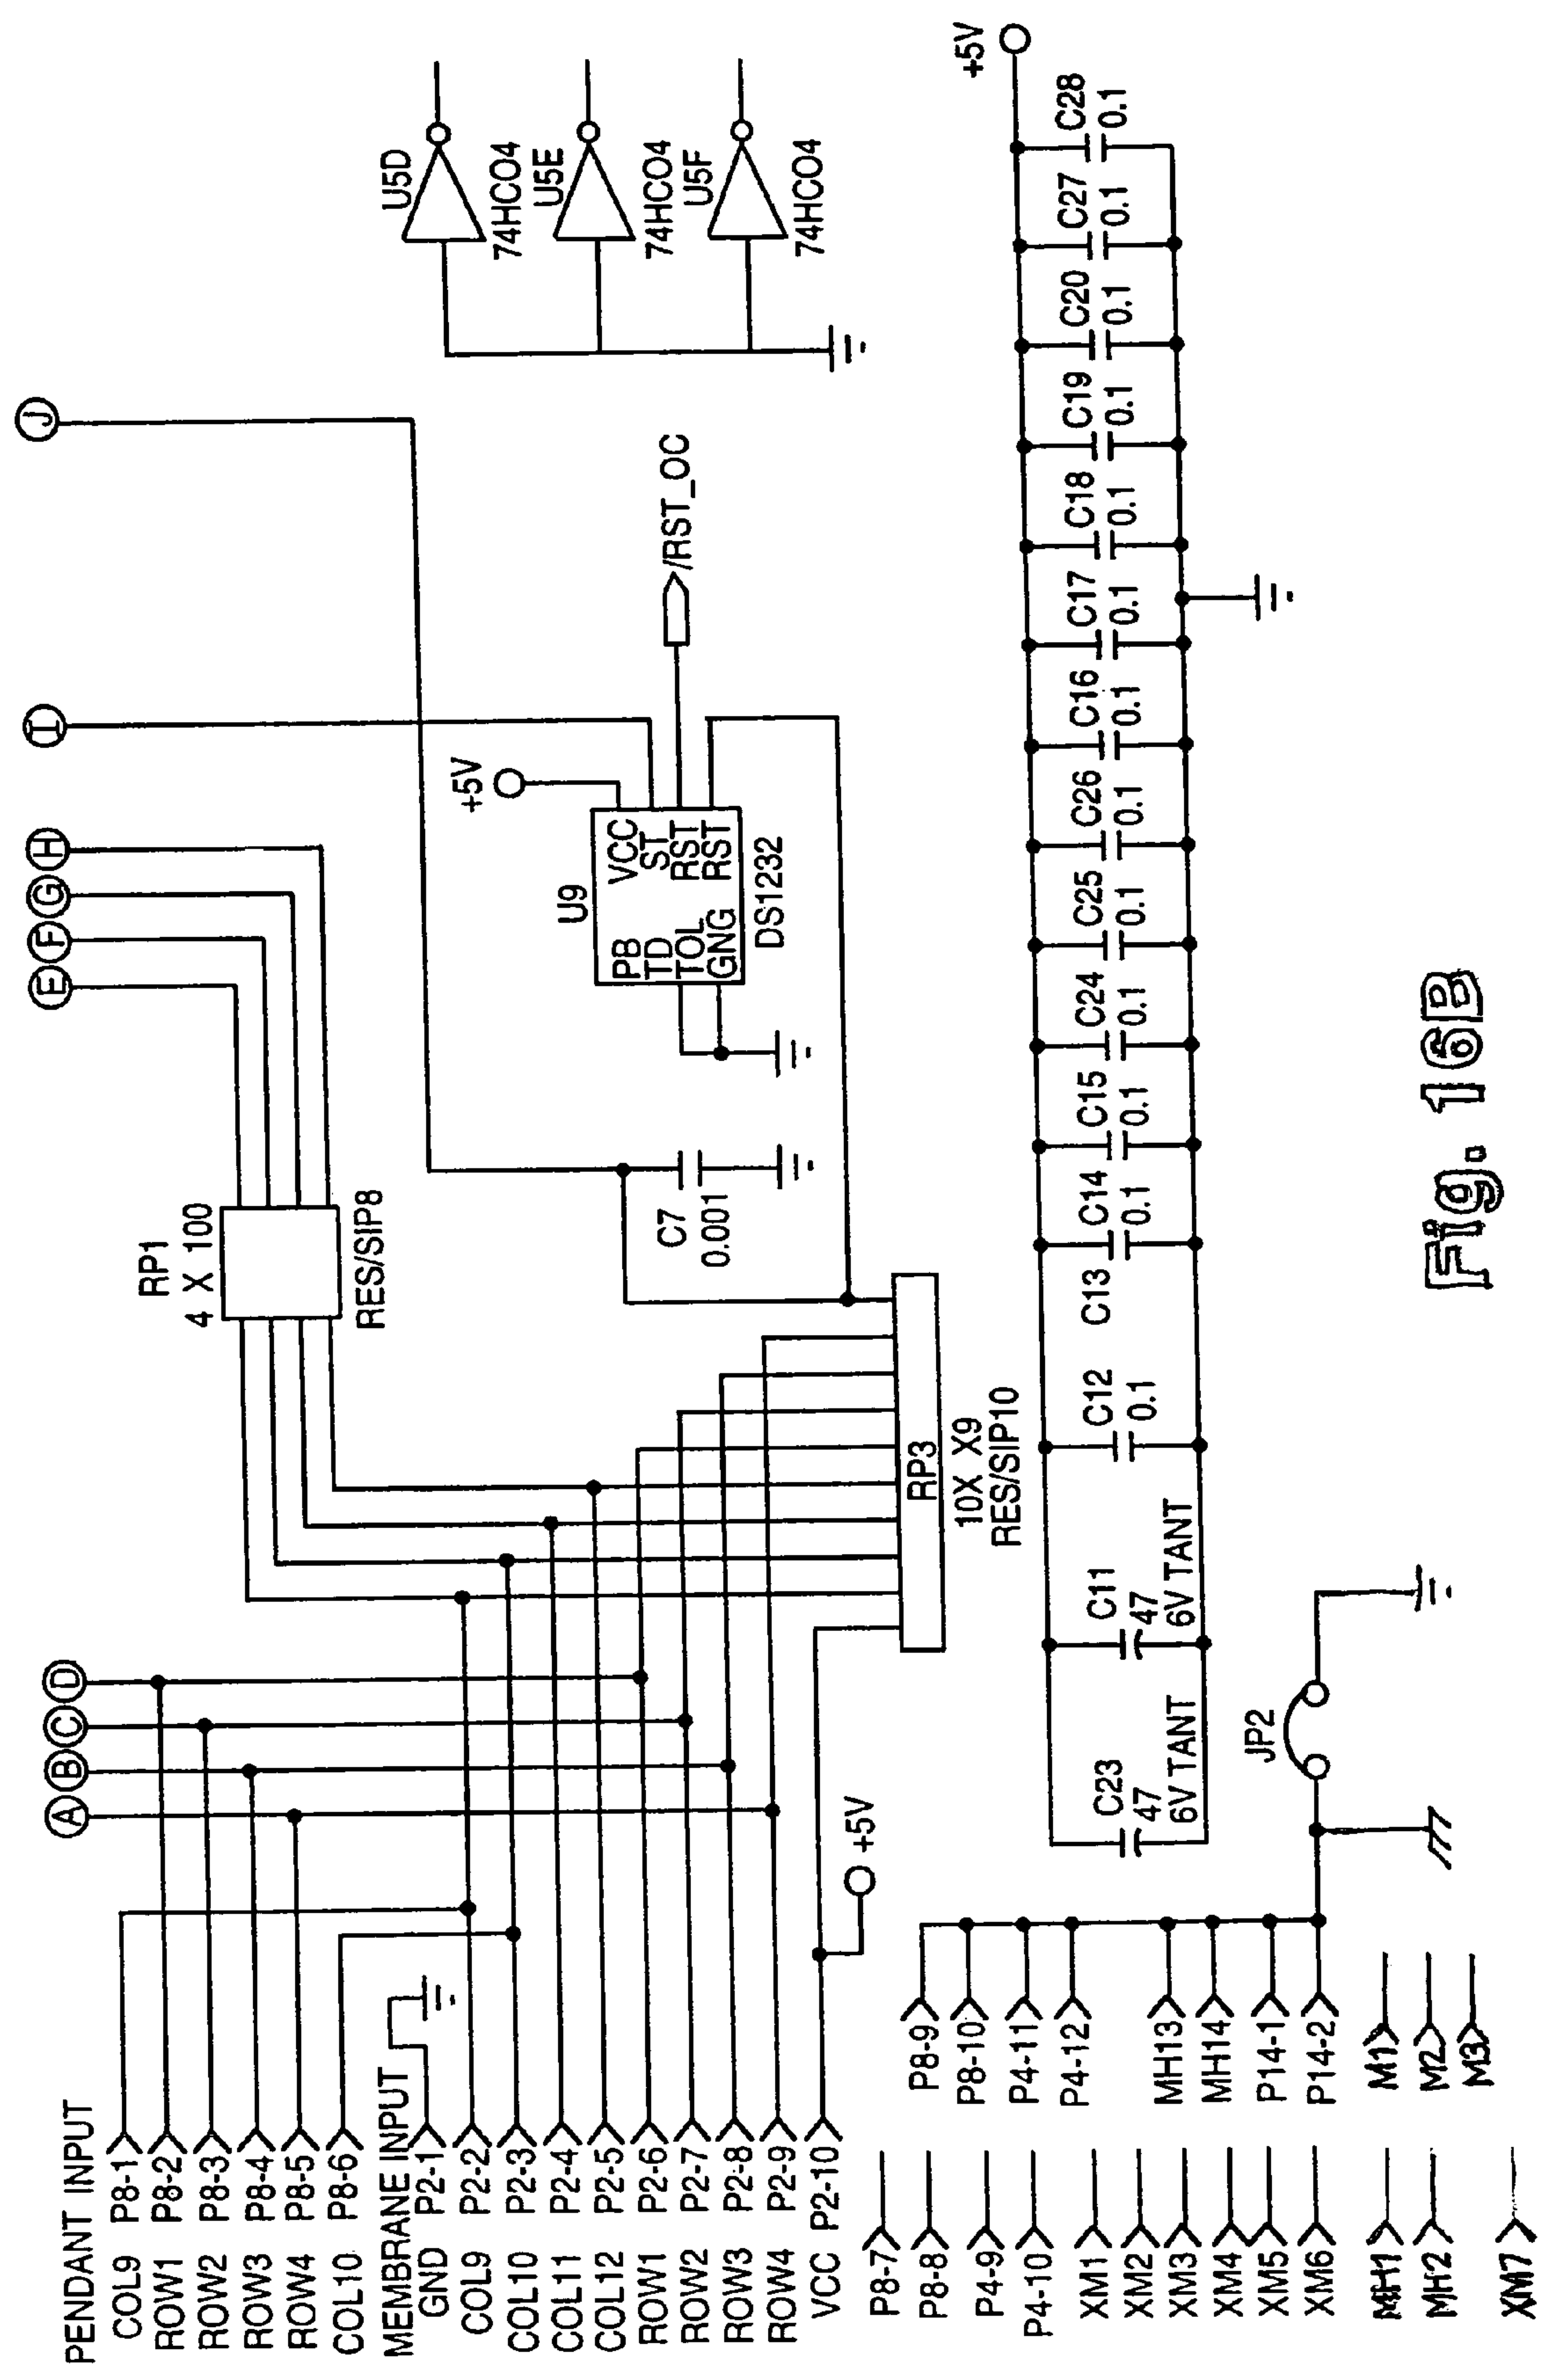 PENDANT INPUT
COL9 P8-1
ROW1 P8-2
ROW2 P8-3
ROW3 P8-4
ROW4 P8-5
COL10 P8-6
MEMBRANE INPUT
GND P2-1
COL9 P2-2
COL10 P2-3
COL11 P2-4
COL12 P2-5
ROW1 P2-6
ROW2 P2-7
ROW3 P2-8
ROW4 P2-9
VCC P2-10
+5V
A
B
C
D
E
F
G
H
I
J
RP1
4 X 100
RES/SIP8
C7
0.001
RP3
10X X9
RES/SIP10
U9
+5V
PB VCC
TD ST
TOL RST
GNG RST
DS1232
/RST_OC
U5D
74HCO4
U5E
74HCO4
U5F
74HCO4
P8-7
P8-8
P4-9
P4-10
XM1
XM2
XM3
XM4
XM5
XM6
MH1
MH2
XM7
P8-9
P8-10
P4-11
P4-12
MH13
MH14
P14-1
P14-2
M1
M2
M3
JP2
C23
47
6V TANT
C11
47
6V TANT
C12
0.1
C13
C14
0.1
C15
0.1
C24
0.1
C25
0.1
C26
0.1
C16
0.1
C17
0.1
C18
0.1
C19
0.1
C20
0.1
C27
0.1
C28
0.1
+5V
Fig. 16B